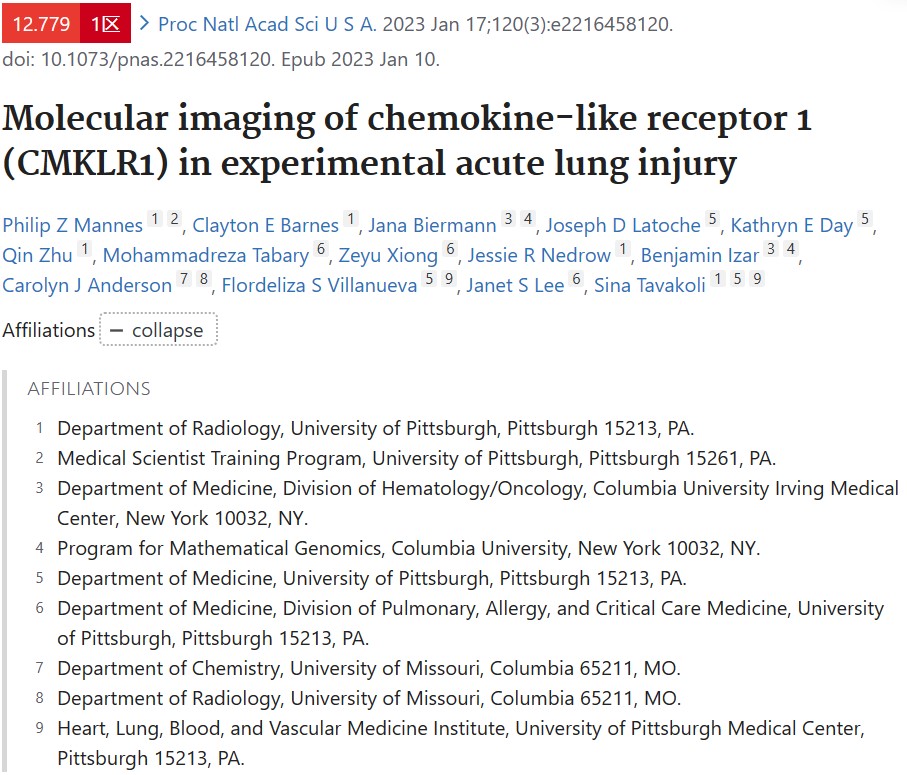 12.779 1区 > Proc Natl Acad Sci U S A. 2023 Jan 17;120(3):e2216458120.
doi: 10.1073/pnas.2216458120. Epub 2023 Jan 10.
Molecular imaging of chemokine-like receptor 1
(CMKLR1) in experimental acute lung injury
Philip Z Mannes 1 2, Clayton E Barnes 1, Jana Biermann 3 4, Joseph D Latoche 5, Kathryn E Day 5,
Qin Zhu 1, Mohammadreza Tabary 6, Zeyu Xiong 6, Jessie R Nedrow 1, Benjamin Izar 3 4,
Carolyn J Anderson 7 8, Flordeliza S Villanueva 5 9, Janet S Lee 6, Sina Tavakoli 1 5 9
Affiliations − collapse
AFFILIATIONS
1 Department of Radiology, University of Pittsburgh, Pittsburgh 15213, PA.
2 Medical Scientist Training Program, University of Pittsburgh, Pittsburgh 15261, PA.
3 Department of Medicine, Division of Hematology/Oncology, Columbia University Irving Medical
Center, New York 10032, NY.
4 Program for Mathematical Genomics, Columbia University, New York 10032, NY.
5 Department of Medicine, University of Pittsburgh, Pittsburgh 15213, PA.
6 Department of Medicine, Division of Pulmonary, Allergy, and Critical Care Medicine, University
of Pittsburgh, Pittsburgh 15213, PA.
7 Department of Chemistry, University of Missouri, Columbia 65211, MO.
8 Department of Radiology, University of Missouri, Columbia 65211, MO.
9 Heart, Lung, Blood, and Vascular Medicine Institute, University of Pittsburgh Medical Center,
Pittsburgh 15213, PA.